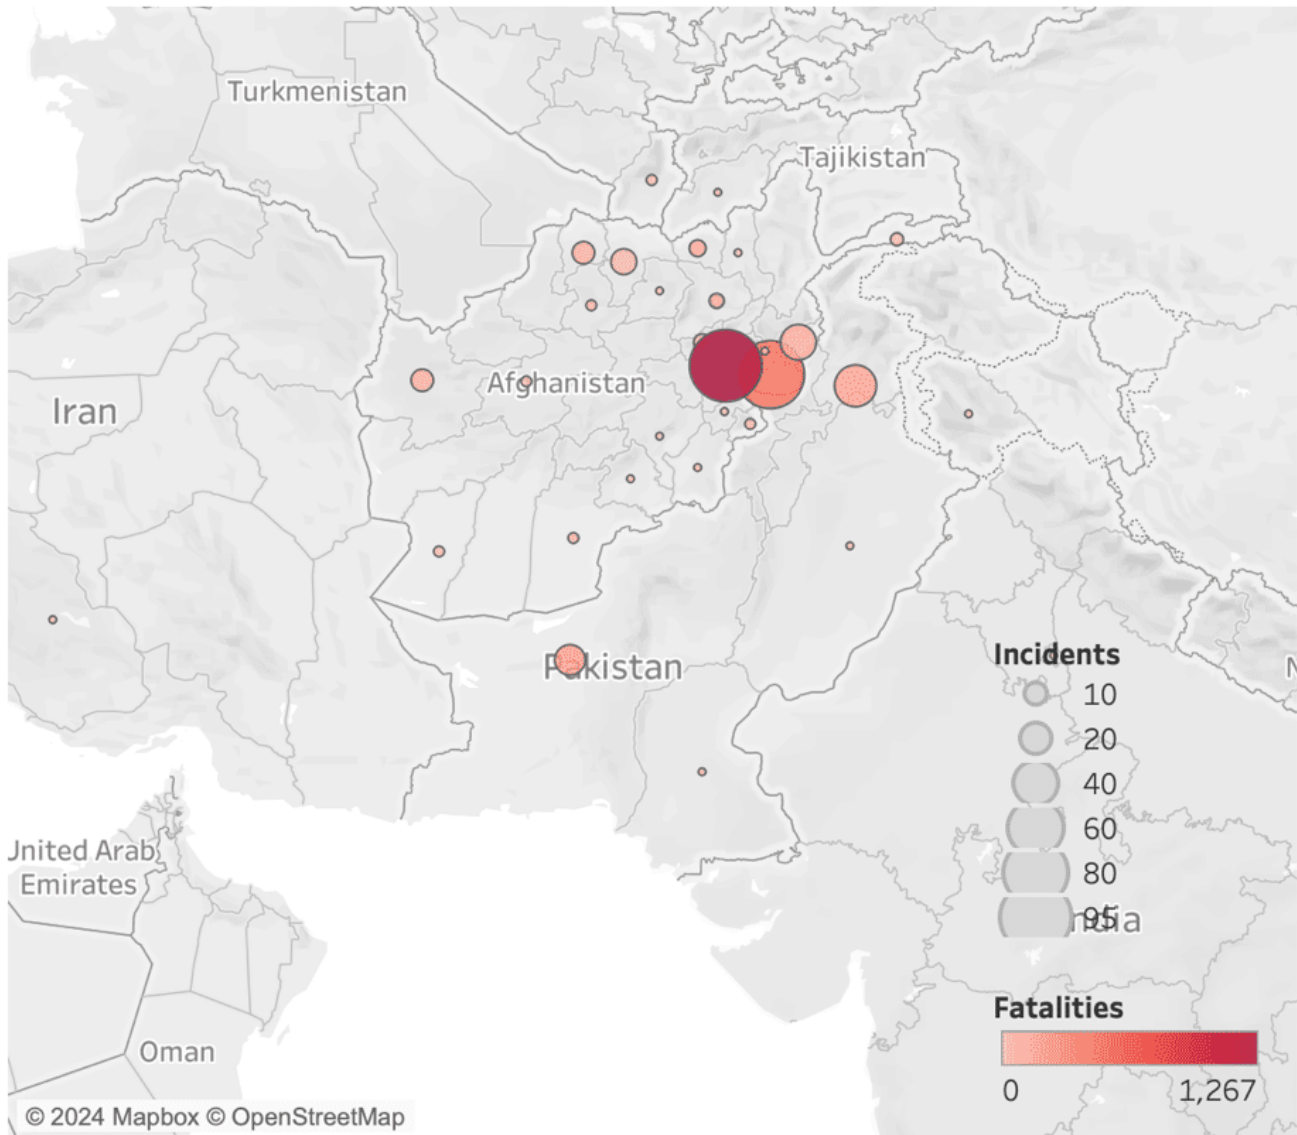 Turkmenistan
Tajikistan
Afghanistan
Iran
Pakistan
Incidents
10
20
40
60
80
95
India
N
United Arab
Emirates
Oman
Fatalities
0 1,267
© 2024 Mapbox © OpenStreetMap